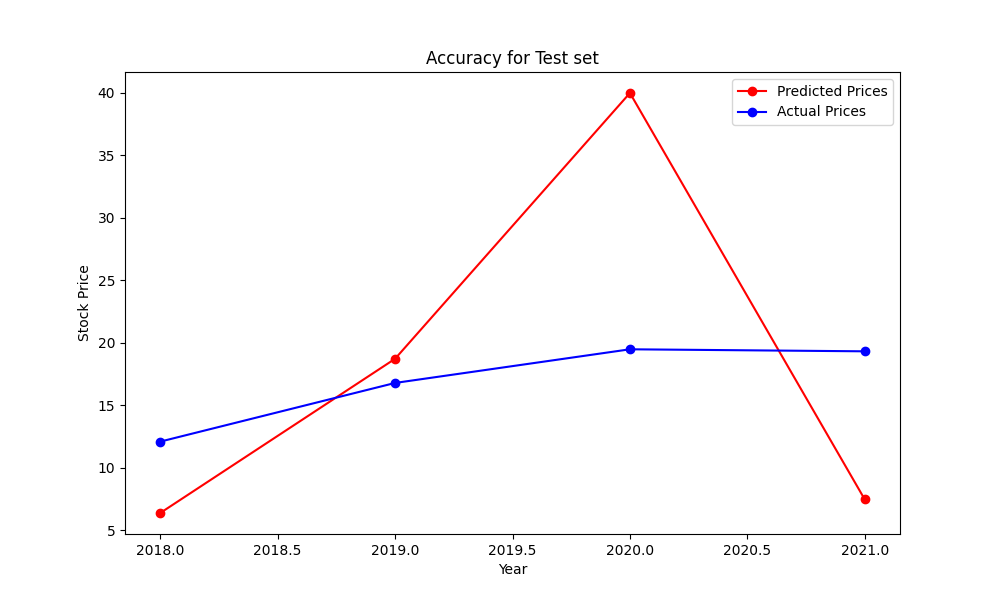 Accuracy for Test set
Predicted Prices
Actual Prices
Stock Price
40
35
30
25
20
15
10
5
2018.0 2018.5 2019.0 2019.5 2020.0 2020.5 2021.0
Year